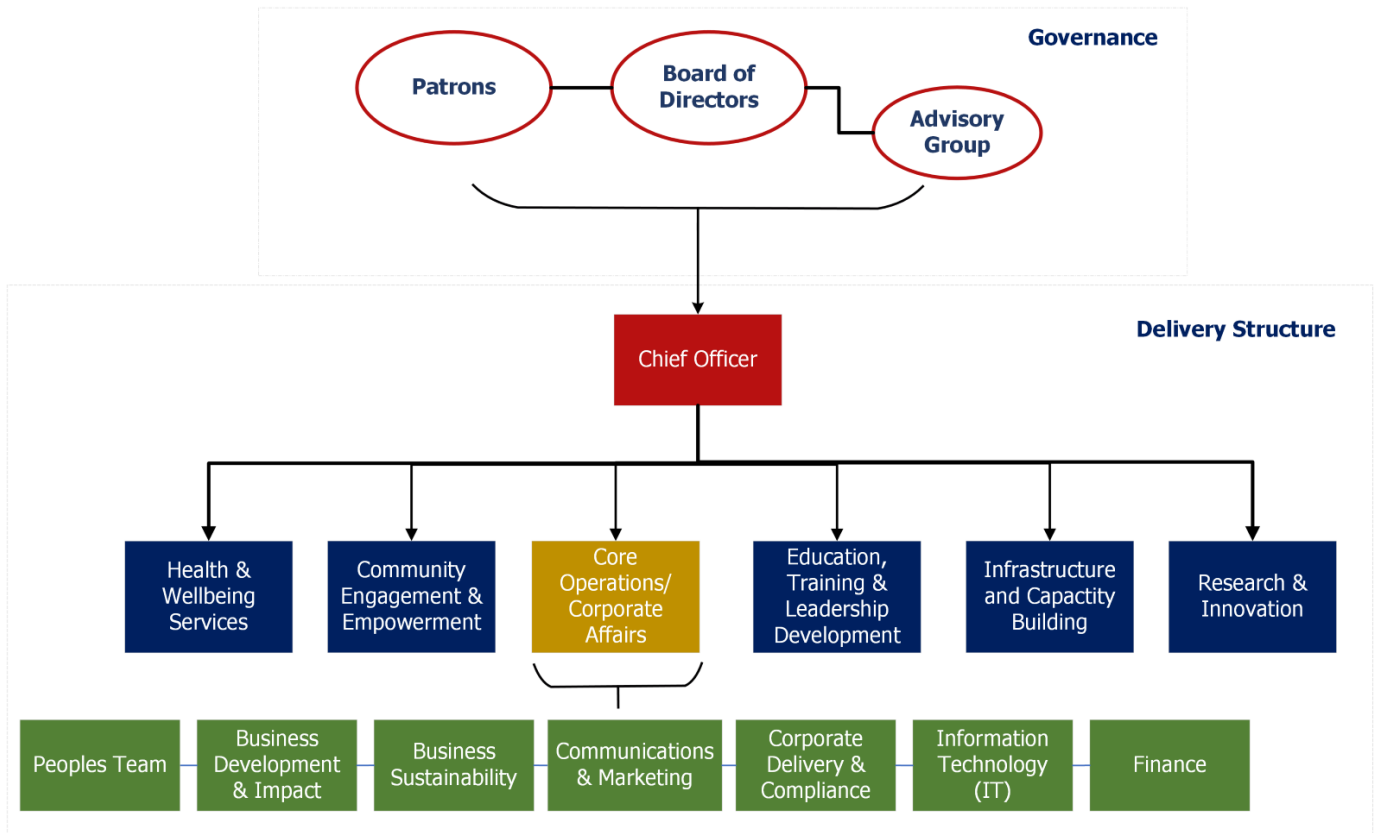 Governance
Patrons
Board of
Directors
Advisory
Group
Delivery Structure
Chief Officer
Health &
Wellbeing
Services
Community
Engagement &
Empowerment
Core
Operations/
Corporate
Affairs
Education,
Training &
Leadership
Development
Infrastructure
and Capactity
Building
Research &
Innovation
Peoples Team
Business
Development
& Impact
Business
Sustainability
Communications
& Marketing
Corporate
Delivery &
Compliance
Information
Technology
(IT)
Finance